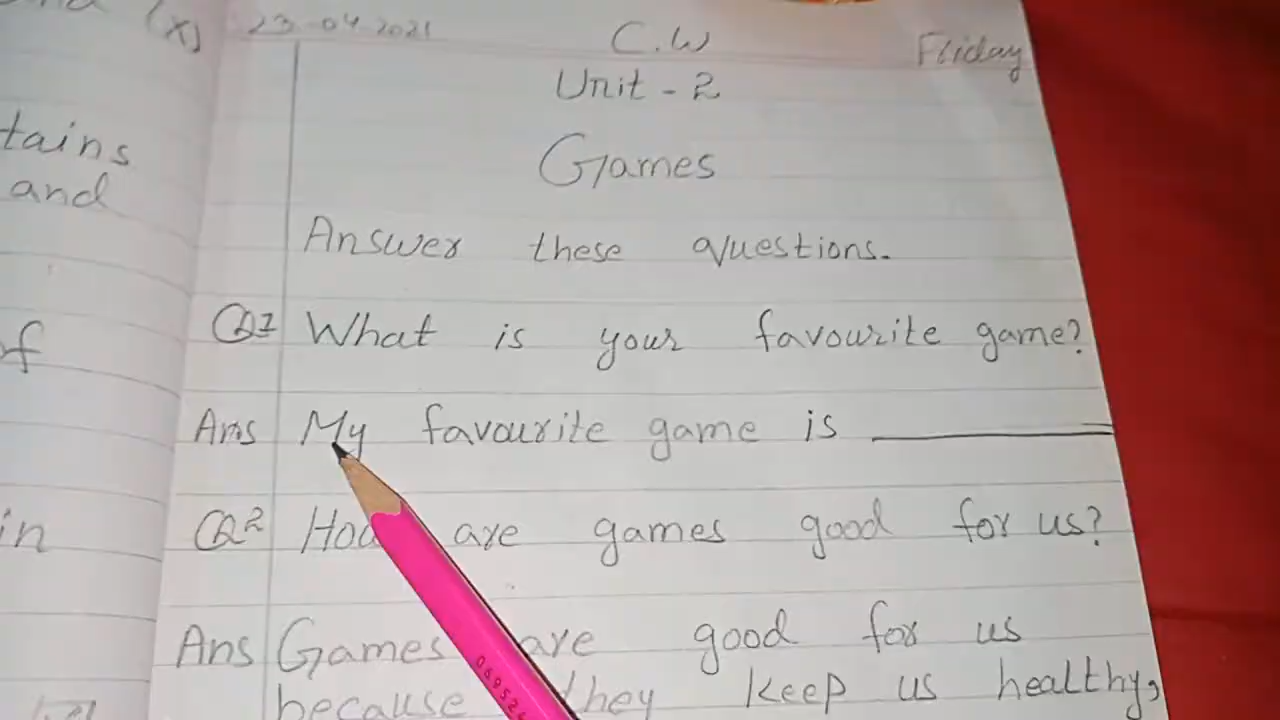 (x)
23-04-2021 C.W Friday
Unit - 2
Games
tains
and
Answer these questions.
Q1 What is your favourite game?
of
Ans My favourite game is
Q2 How are games good for us?
in
Ans Games are good for us
because they keep us healthy,